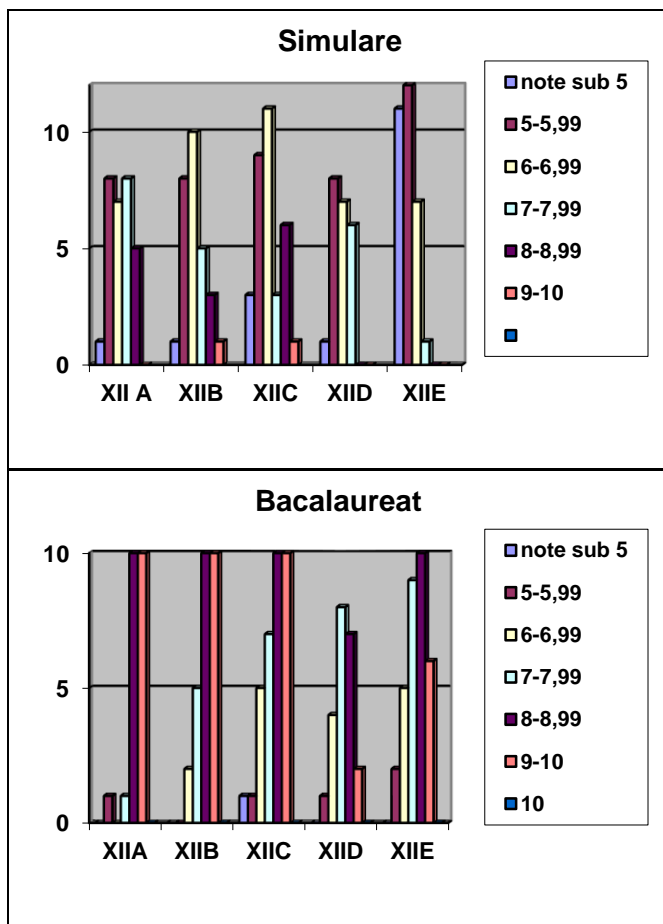 Simulare
10
5
0
XII A XIIB XIIC XIID XIIE
note sub 5
5-5,99
6-6,99
7-7,99
8-8,99
9-10
Bacalaureat
10
5
0
XIIA XIIB XIIC XIID XIIE
note sub 5
5-5,99
6-6,99
7-7,99
8-8,99
9-10
10